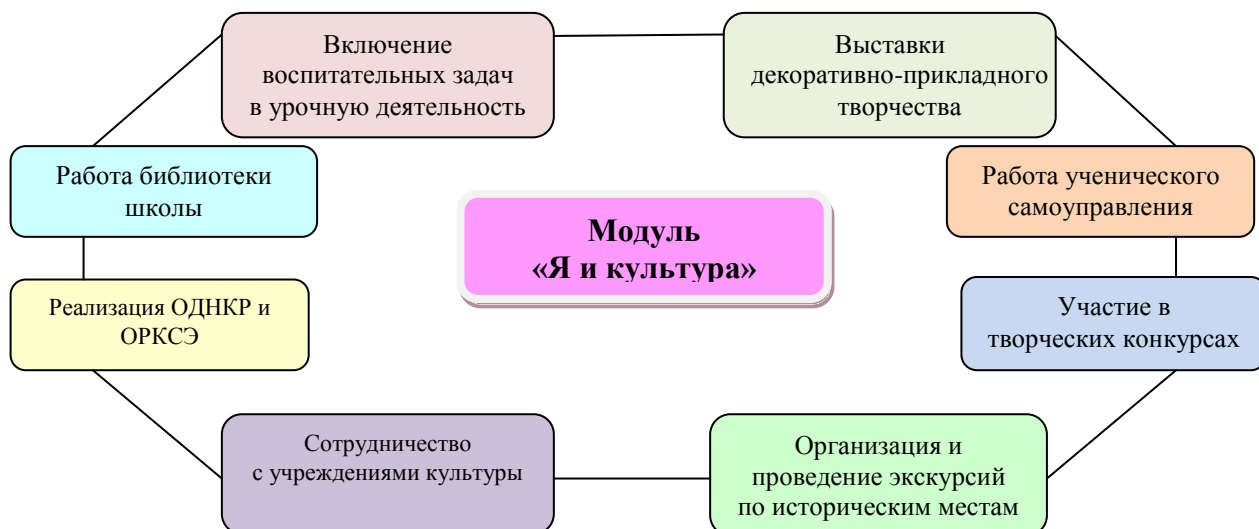 Включение
воспитательных задач
в урочную деятельность
Выставки
декоративно-прикладного
творчества
Работа библиотеки
школы
Работа ученического
самоуправления
Модуль
«Я и культура»
Реализация ОДНКР и
ОРКСЭ
Участие в
творческих конкурсах
Сотрудничество
с учреждениями культуры
Организация и
проведение экскурсий
по историческим местам